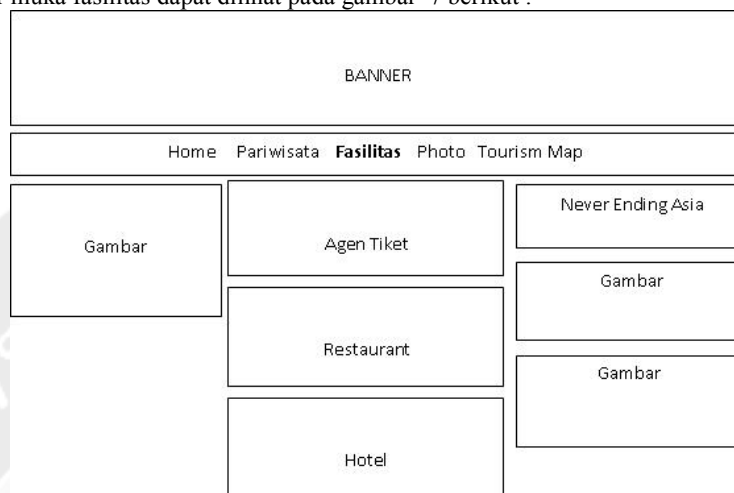 muka fasilitas dapat dilihat pada gambar 7 berikut :
BANNER
Home Pariwisata Fasilitas Photo Tourism Map
Gambar
Agen Tiket
Restaurant
Hotel
Never Ending Asia
Gambar
Gambar